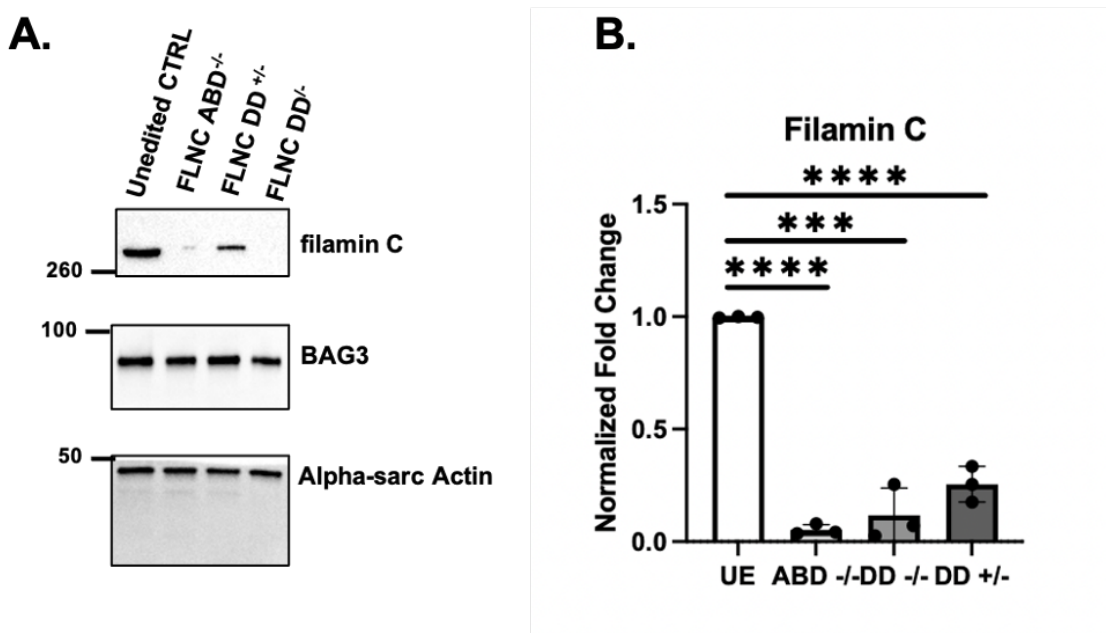 A.
Unedited CTRL
FLNC ABD-/-
FLNC DD +/-
FLNC DD/-
filamin C
260
100
BAG3
50
Alpha-sarc Actin
B.
Filamin C
****
***
****
Normalized Fold Change
1.5
1.0
0.5
0.0
UE ABD -/- DD -/- DD +/-